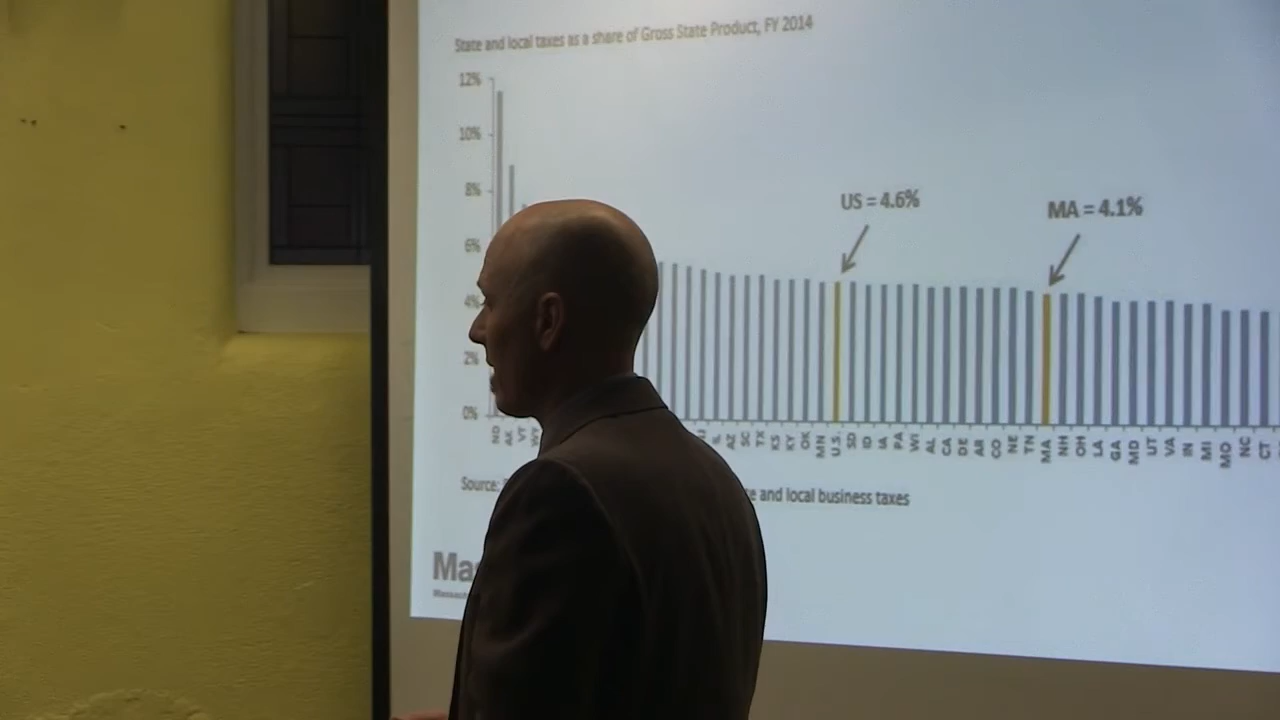 State and local taxes as a share of Gross State Product, FY 2014
12%
10%
8%
6%
4%
2%
0%
US = 4.6%
MA = 4.1%
ND AK VT WY IL AZ SC TX KS KY OK MN U.S. SD ID IA PA WI AL CA DE AR CO NE TN MA NH OH LA GA MD UT VA IN MI MO NC CT
Source: e and local business taxes
Ma
Massach